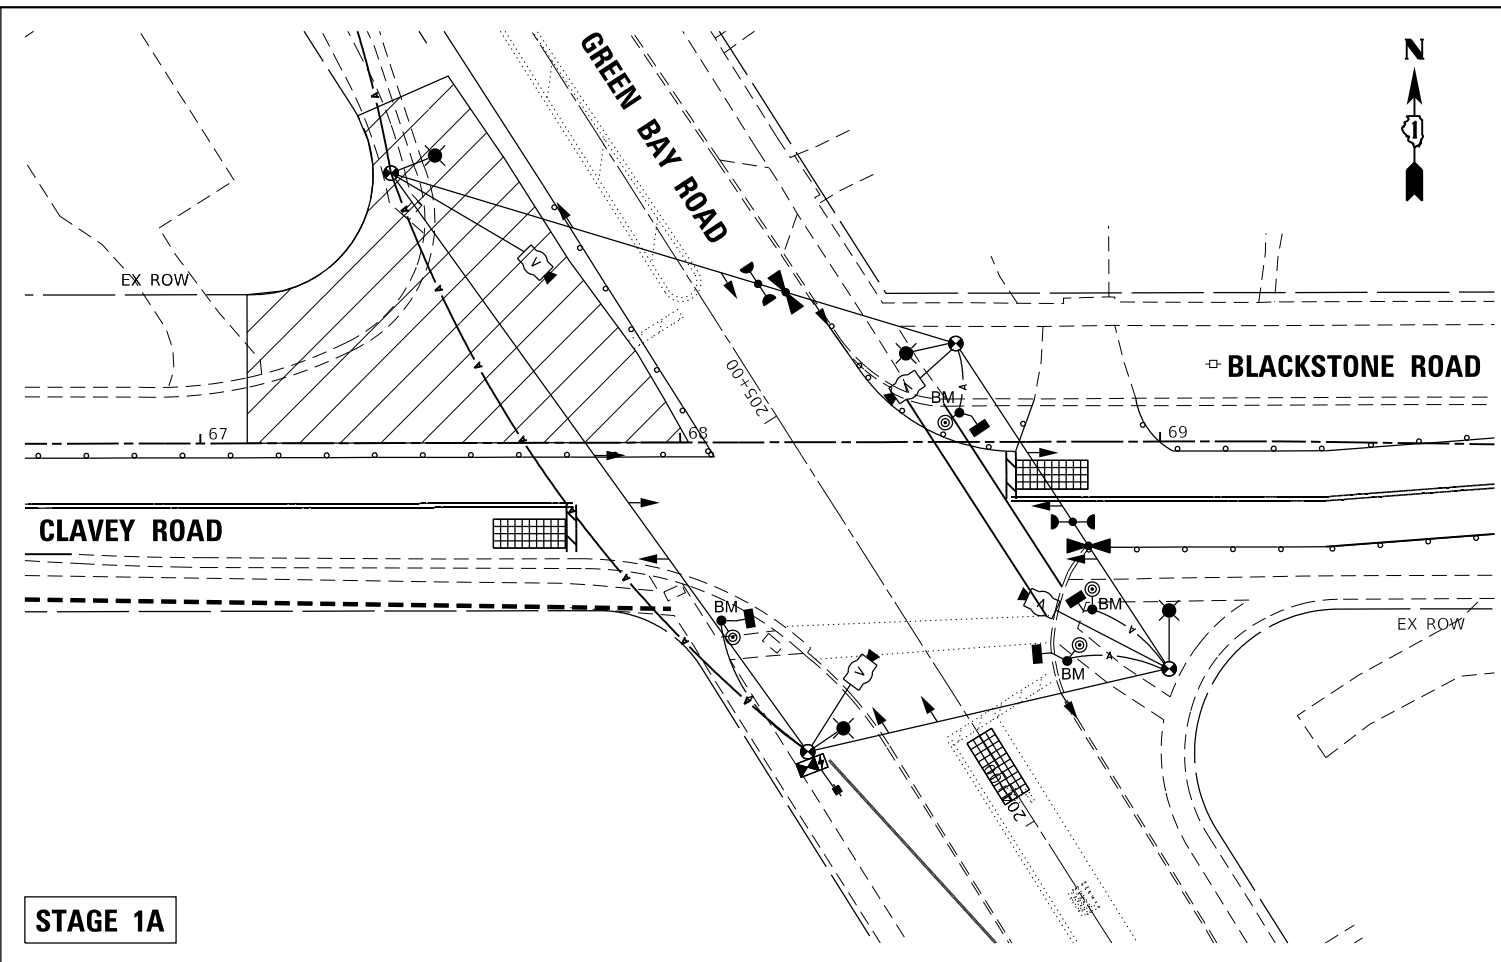 N
1
GREEN BAY ROAD
EX ROW
BLACKSTONE ROAD
205+00
BM
67
68
69
CLAVEY ROAD
BM
BM
EX ROW
BM
STAGE 1A